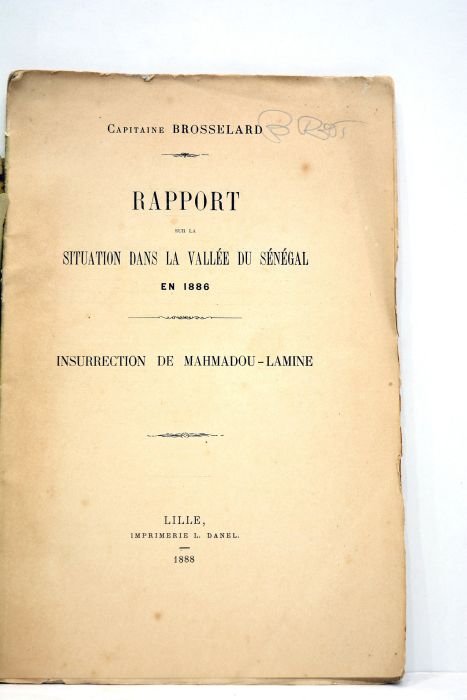 CAPITAINE BROSSELARD
RAPPORT
SUR LA
SITUATION DANS LA VALLÉE DU SÉNÉGAL
EN 1886
INSURRECTION DE MAHMADOU-LAMINE
LILLE,
IMPRIMERIE L. DANEL.
1888